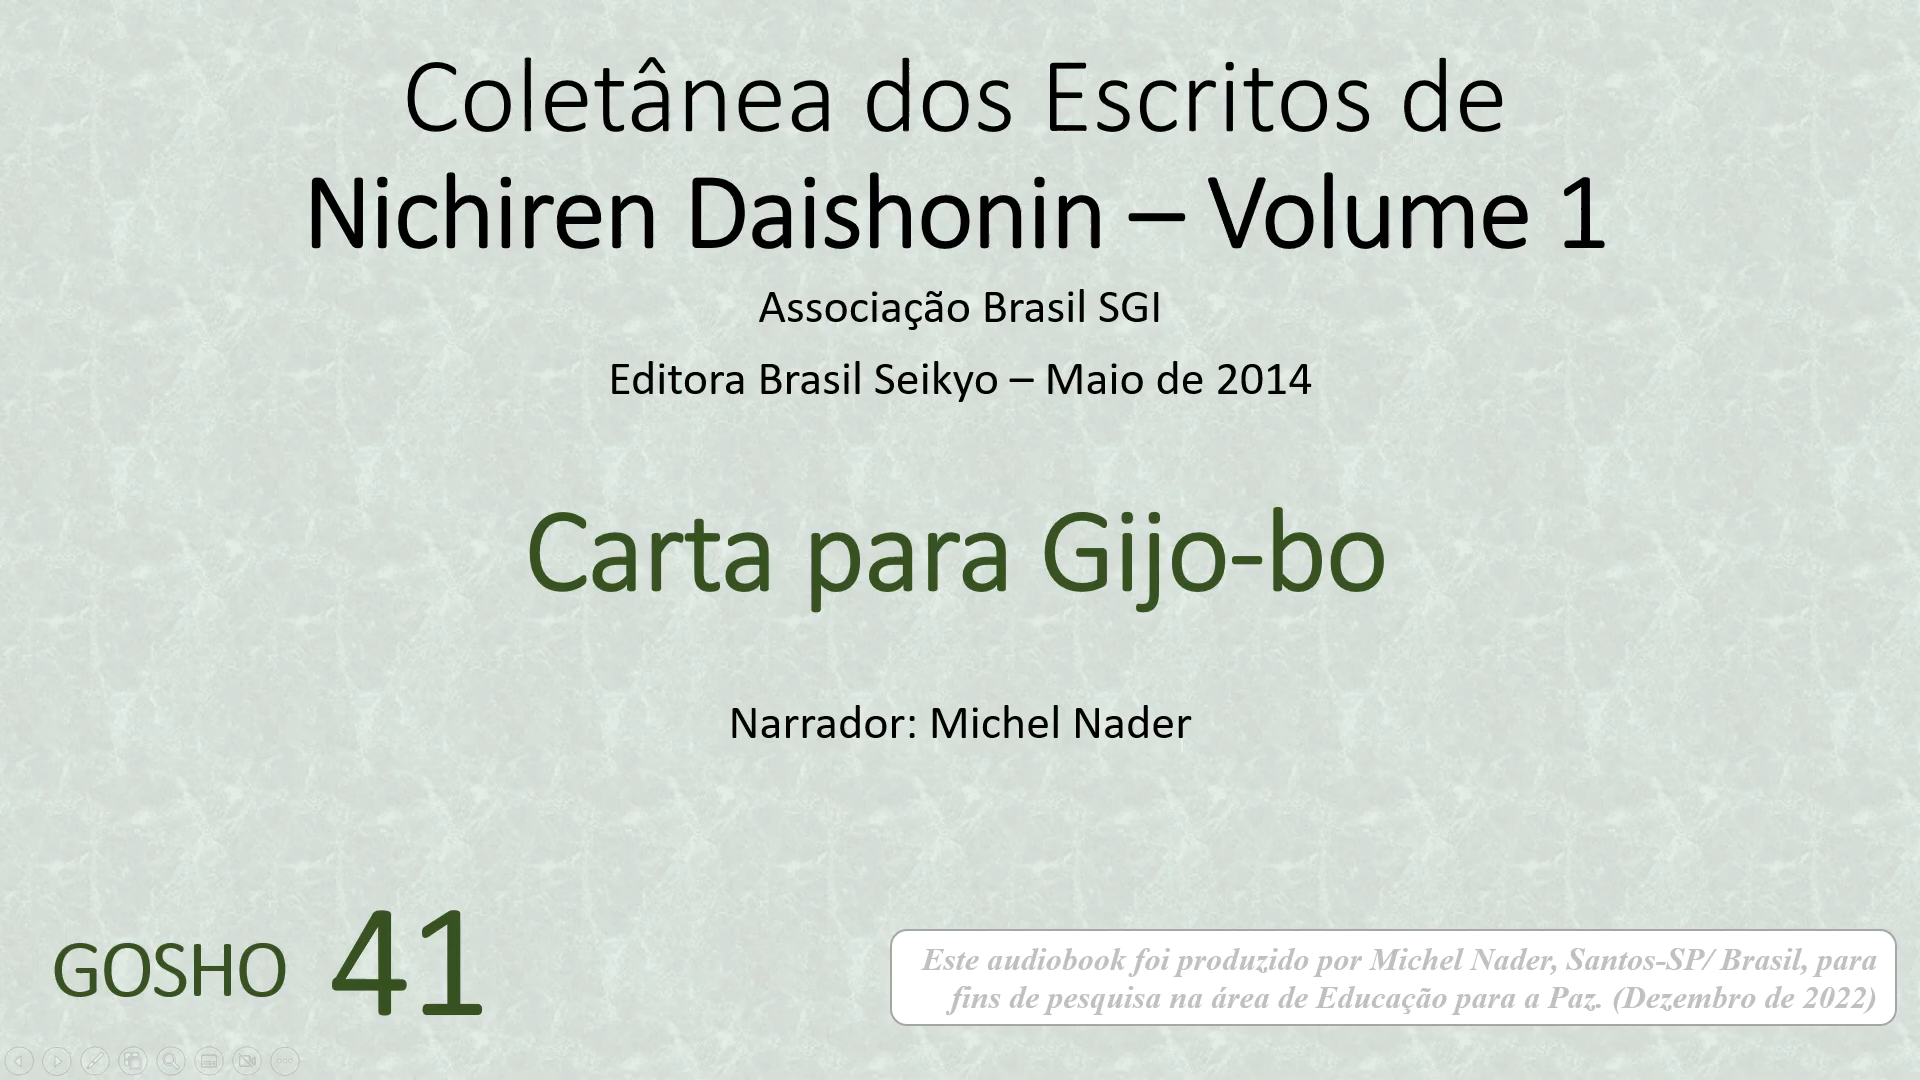 Coletânea dos Escritos de
Nichiren Daishonin – Volume 1
Associação Brasil SGI
Editora Brasil Seikyo – Maio de 2014
Carta para Gijo-bo
Narrador: Michel Nader
GOSHO 41
Este audiobook foi produzido por Michel Nader, Santos-SP/ Brasil, para
fins de pesquisa na área de Educação para a Paz. (Dezembro de 2022)